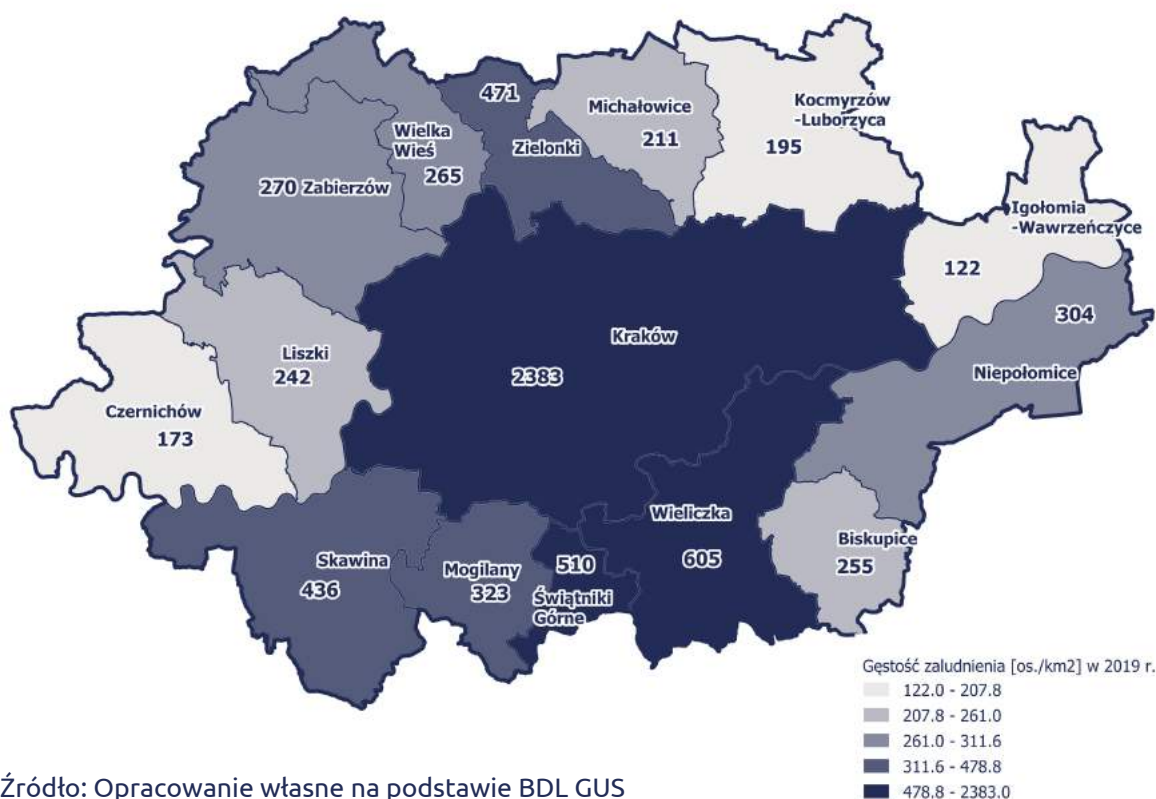 471
Michałowice
211
Kocmyrzów
-Luborzyca
195
Wielka
Wieś
265
Zielonki
270 Zabierzów
Igołomia
-Wawrzeńczyce
122
304
Niepołomice
Kraków
2383
Liszki
242
Czernichów
173
Wieliczka
605
Biskupice
255
Skawina
436
Mogilany
323
510
Świątniki
Górne
Gęstość zaludnienia [os./km2] w 2019 r.
122.0 - 207.8
207.8 - 261.0
261.0 - 311.6
311.6 - 478.8
478.8 - 2383.0
Źródło: Opracowanie własne na podstawie BDL GUS